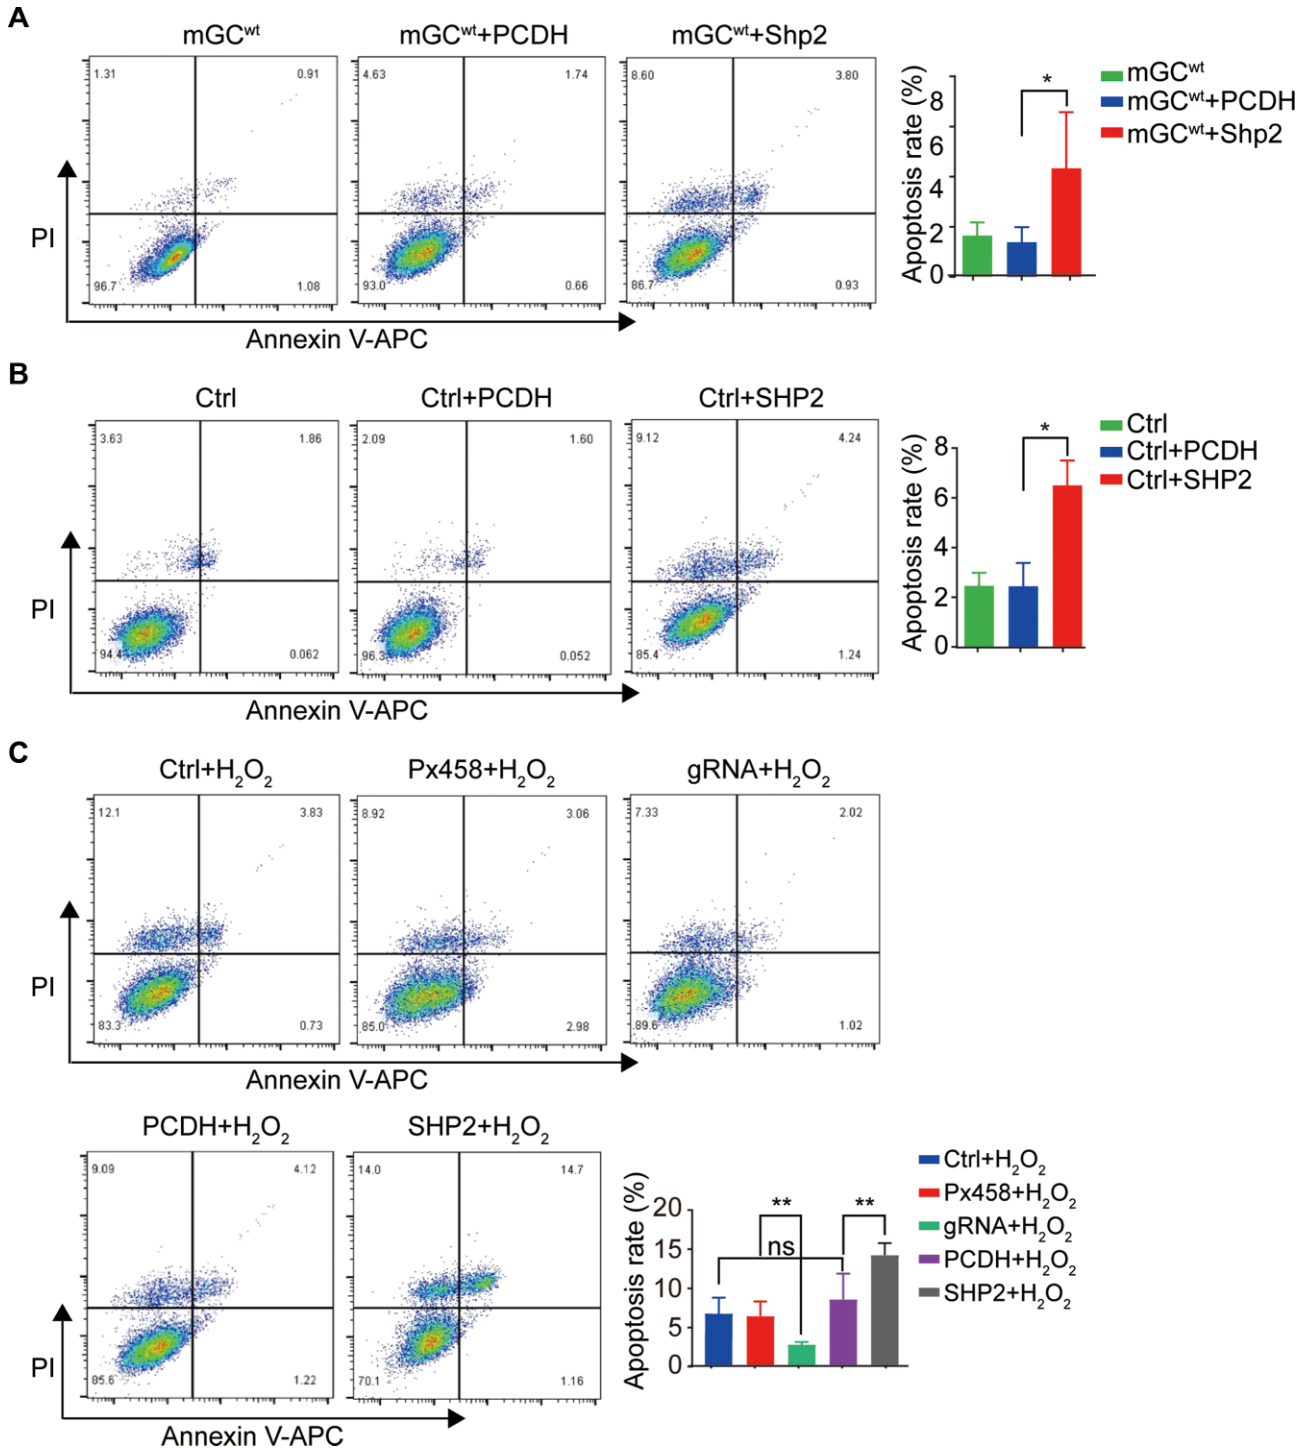 A
mGCwt
mGCwt+PCDH
mGCwt+Shp2
1.31
0.91
4.63
1.74
8.60
3.80
96.7
1.08
93.0
0.66
86.7
0.93
PI
Annexin V-APC
Apoptosis rate (%)
8
6
4
2
0
*
mGCwt
mGCwt+PCDH
mGCwt+Shp2
B
Ctrl
Ctrl+PCDH
Ctrl+SHP2
3.63
1.86
2.09
1.60
9.12
4.24
94.4
0.062
96.3
0.052
85.4
1.24
PI
Annexin V-APC
Apoptosis rate (%)
8
6
4
2
0
*
Ctrl
Ctrl+PCDH
Ctrl+SHP2
C
Ctrl+H2O2
Px458+H2O2
gRNA+H2O2
12.1
3.83
8.92
3.06
7.33
2.02
83.3
0.73
85.0
2.98
89.6
1.02
PI
Annexin V-APC
PCDH+H2O2
SHP2+H2O2
9.09
4.12
14.0
14.7
85.6
1.22
70.1
1.16
PI
Annexin V-APC
Apoptosis rate (%)
20
15
10
5
0
**
**
ns
Ctrl+H2O2
Px458+H2O2
gRNA+H2O2
PCDH+H2O2
SHP2+H2O2